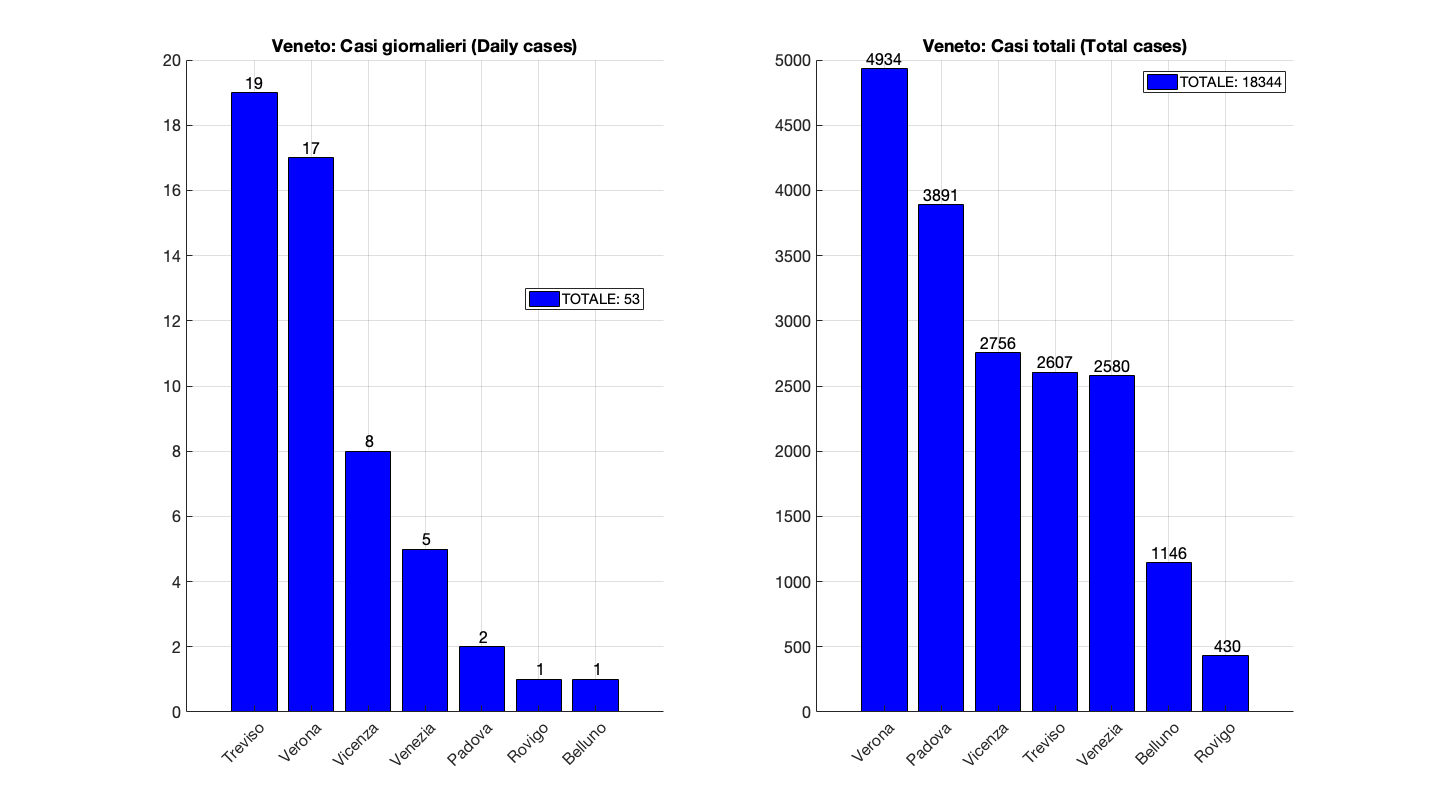 Veneto: Casi giornalieri (Daily cases)
20
18
16
14
12
10
8
6
4
2
0
19
17
8
5
2
1
1
TOTALE: 53
Treviso
Verona
Vicenza
Venezia
Padova
Rovigo
Belluno
Veneto: Casi totali (Total cases)
5000
4500
4000
3500
3000
2500
2000
1500
1000
500
0
4934
3891
2756
2607
2580
1146
430
TOTALE: 18344
Verona
Padova
Vicenza
Treviso
Venezia
Belluno
Rovigo